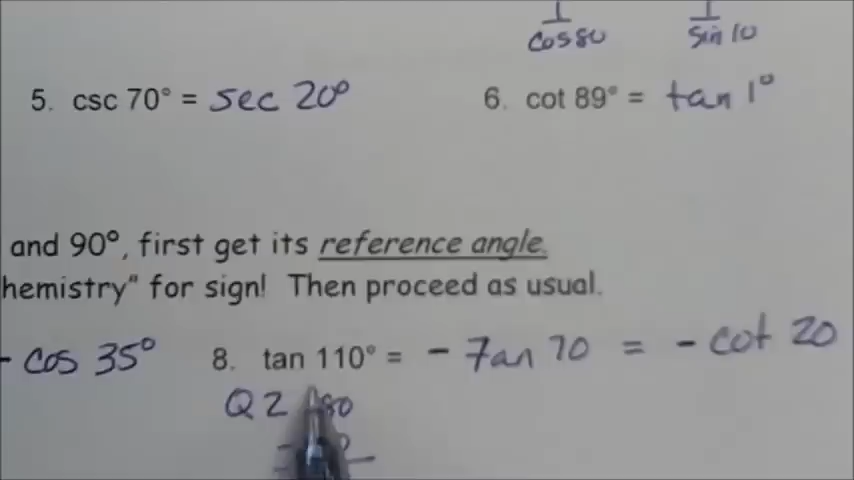 1 1
cos 80 sin 10
5. csc 70° = sec 20° 6. cot 89° = tan 1°
and 90°, first get its reference angle.
hemistry" for sign! Then proceed as usual.
- cos 35° 8. tan 110° = - Tan 70 = - cot 20
Q2